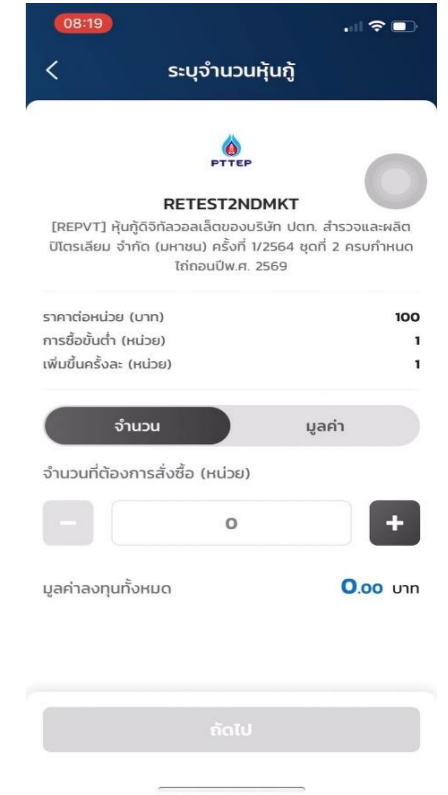 08:19
ระบุจำนวนหุ้นกู้
PTTEP
RETEST2NDMKT
[REPVT] หุ้นกู้ดิจิทัลวอลเล็ตของบริษัท ปตท. สำรวจและผลิต
ปิโตรเลียม จำกัด (มหาชน) ครั้งที่ 1/2564 ชุดที่ 2 ครบกำหนด
ไถ่ถอนปีพ.ศ. 2569
ราคาต่อหน่วย (บาท) 100
การซื้อขั้นต่ำ (หน่วย) 1
เพิ่มขึ้นครั้งละ (หน่วย) 1
จำนวน มูลค่า
จำนวนที่ต้องการสั่งซื้อ (หน่วย)
− 0 +
มูลค่าลงทุนทั้งหมด 0.00 บาท
ถัดไป